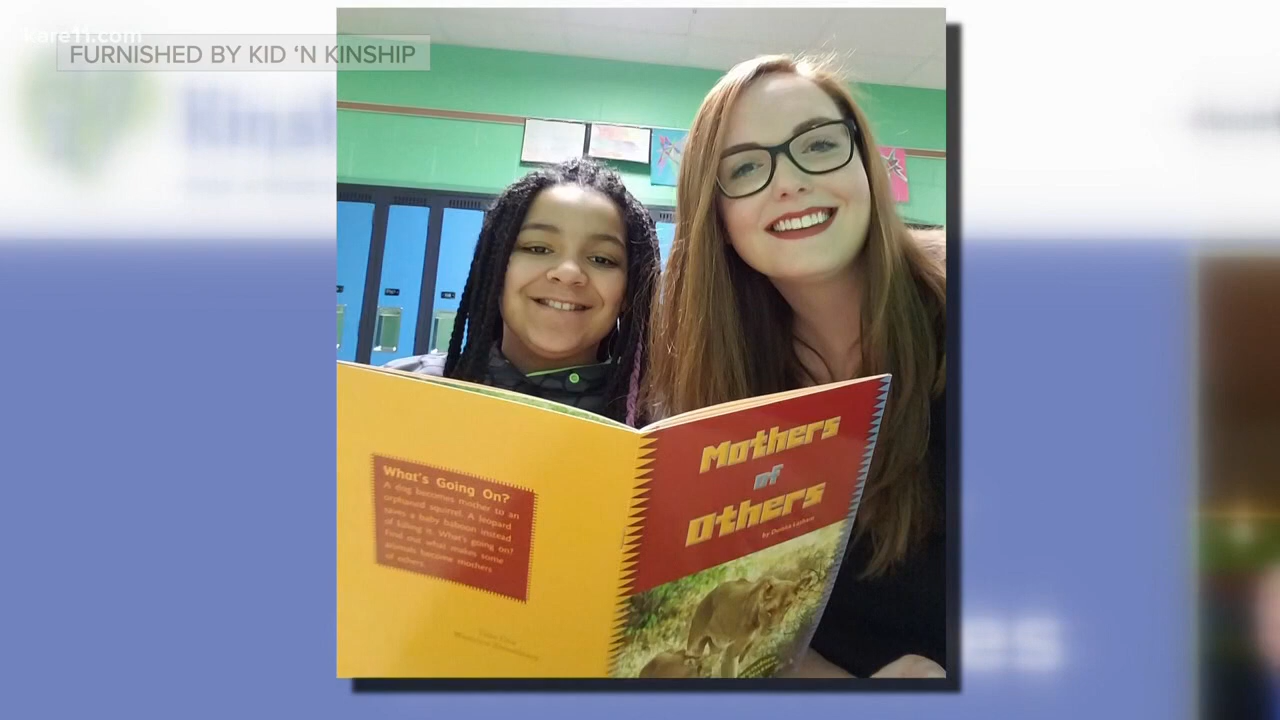 kare11.com
FURNISHED BY KID ‘N KINSHIP
What's Going On?
A dog becomes mother to an
orphaned squirrel. A leopard
saves a baby baboon instead
of killing it. What's going on?
Find out what makes some
animals become mothers
of others.
Mothers
of
Others
by